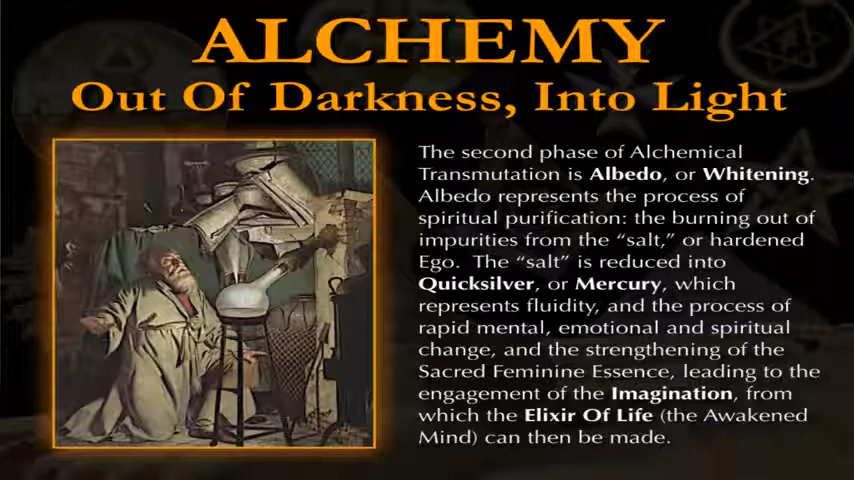 ALCHEMY
Out Of Darkness, Into Light
The second phase of Alchemical
Transmutation is Albedo, or Whitening.
Albedo represents the process of
spiritual purification: the burning out of
impurities from the “salt,” or hardened
Ego.  The “salt” is reduced into
Quicksilver, or Mercury, which
represents fluidity, and the process of
rapid mental, emotional and spiritual
change, and the strengthening of the
Sacred Feminine Essence, leading to the
engagement of the Imagination, from
which the Elixir Of Life (the Awakened
Mind) can then be made.